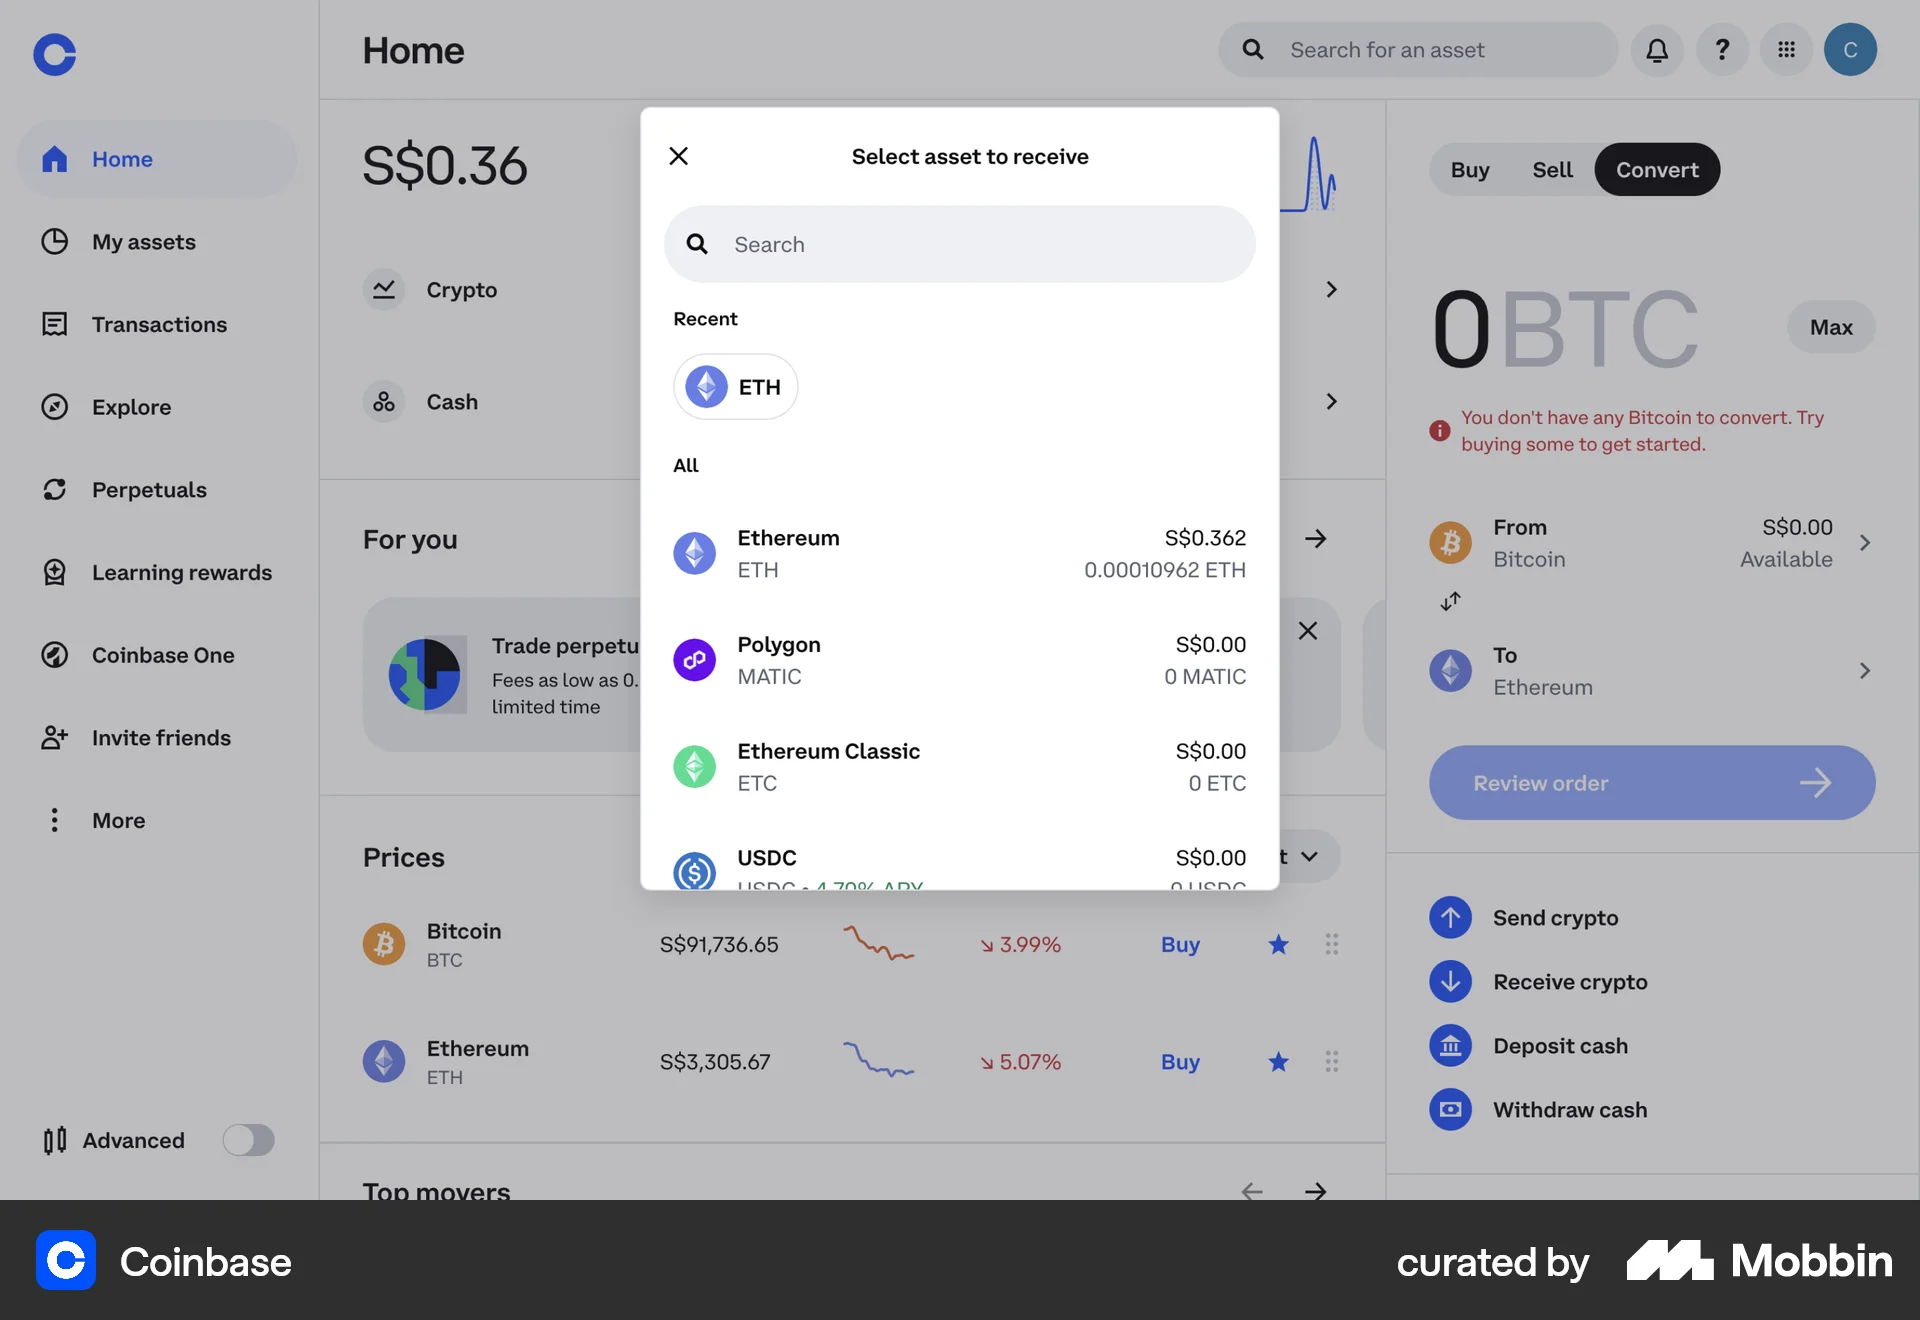 Home
Search for an asset
?
C
Home
My assets
Transactions
Explore
Perpetuals
Learning rewards
Coinbase One
Invite friends
More
Advanced
S$0.36
Crypto
Cash
For you
Trade perpetu
Fees as low as 0.
limited time
Prices
t
Bitcoin
BTC
S$91,736.65
3.99%
Buy
Ethereum
ETH
S$3,305.67
5.07%
Buy
Top movers
Select asset to receive
Search
Recent
ETH
All
Ethereum
ETH
S$0.362
0.00010962 ETH
Polygon
MATIC
S$0.00
0 MATIC
Ethereum Classic
ETC
S$0.00
0 ETC
USDC
USDC • 4.70% APY
S$0.00
0 USDC
Buy
Sell
Convert
0BTC
Max
You don't have any Bitcoin to convert. Try
buying some to get started.
From
Bitcoin
S$0.00
Available
To
Ethereum
Review order
Send crypto
Receive crypto
Deposit cash
Withdraw cash
Coinbase
curated by
Mobbin